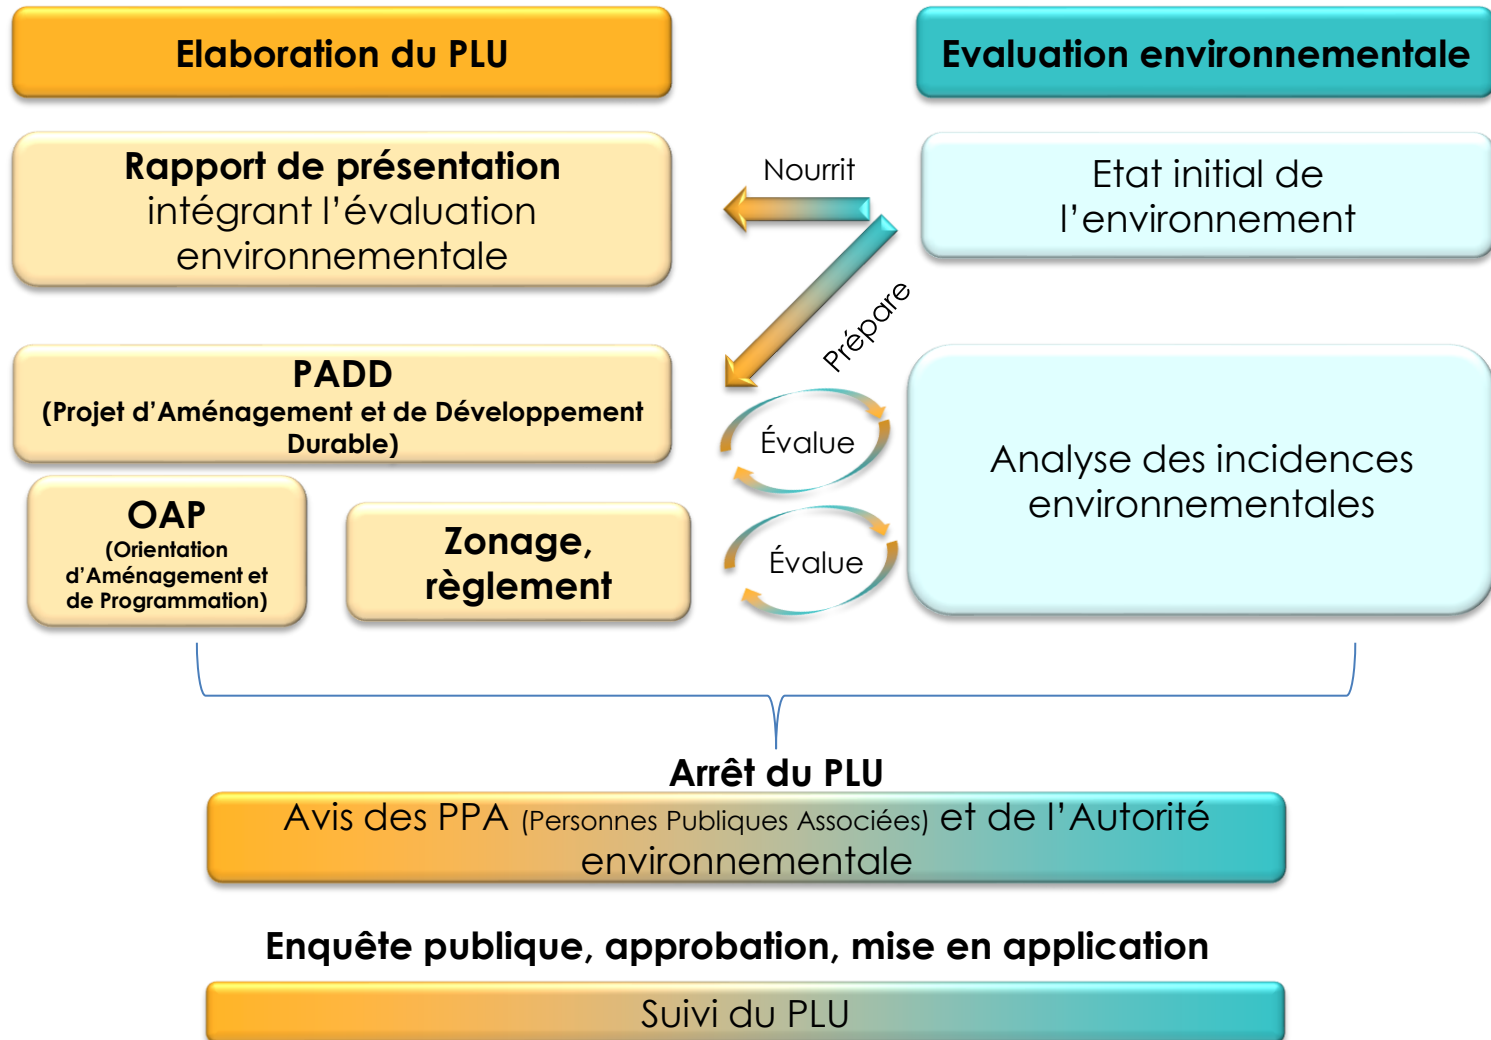 Elaboration du PLU
Evaluation environnementale
Rapport de présentation
intégrant l'évaluation
environnementale
Nourrit
Etat initial de
l'environnement
Prépare
PADD
(Projet d'Aménagement et de Développement
Durable)
Évalue
Analyse des incidences
environnementales
OAP
(Orientation
d'Aménagement et
de Programmation)
Zonage,
règlement
Évalue
Arrêt du PLU
Avis des PPA (Personnes Publiques Associées) et de l'Autorité
environnementale
Enquête publique, approbation, mise en application
Suivi du PLU